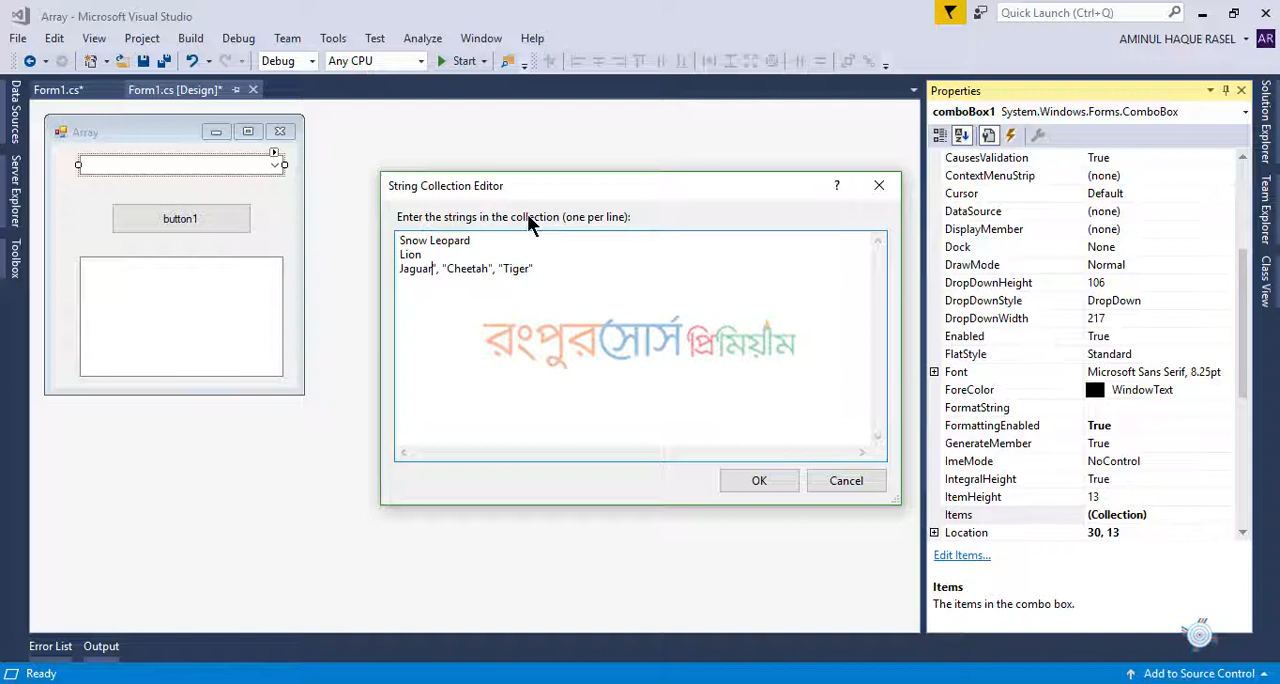 Array - Microsoft Visual Studio
Quick Launch (Ctrl+Q)
File Edit View Project Build Debug Team Tools Test Analyze Window Help
AMINUL HAQUE RASEL AR
Debug Any CPU Start
Data Sources
Server Explorer
Toolbox
Form1.cs* Form1.cs [Design]*
Array
button1
String Collection Editor
?
Enter the strings in the collection (one per line):
Snow Leopard
Lion
Jaguar", "Cheetah", "Tiger"
রংপুরসোর্স প্রিমিয়ীম
OK Cancel
Properties
comboBox1 System.Windows.Forms.ComboBox
CausesValidation True
ContextMenuStrip (none)
Cursor Default
DataSource (none)
DisplayMember (none)
Dock None
DrawMode Normal
DropDownHeight 106
DropDownStyle DropDown
DropDownWidth 217
Enabled True
FlatStyle Standard
Font Microsoft Sans Serif, 8.25pt
ForeColor WindowText
FormatString
FormattingEnabled True
GenerateMember True
ImeMode NoControl
IntegralHeight True
ItemHeight 13
Items (Collection)
Location 30, 13
Edit Items...
Items
The items in the combo box.
Solution Explorer
Team Explorer
Class View
Error List Output
Ready
Add to Source Control